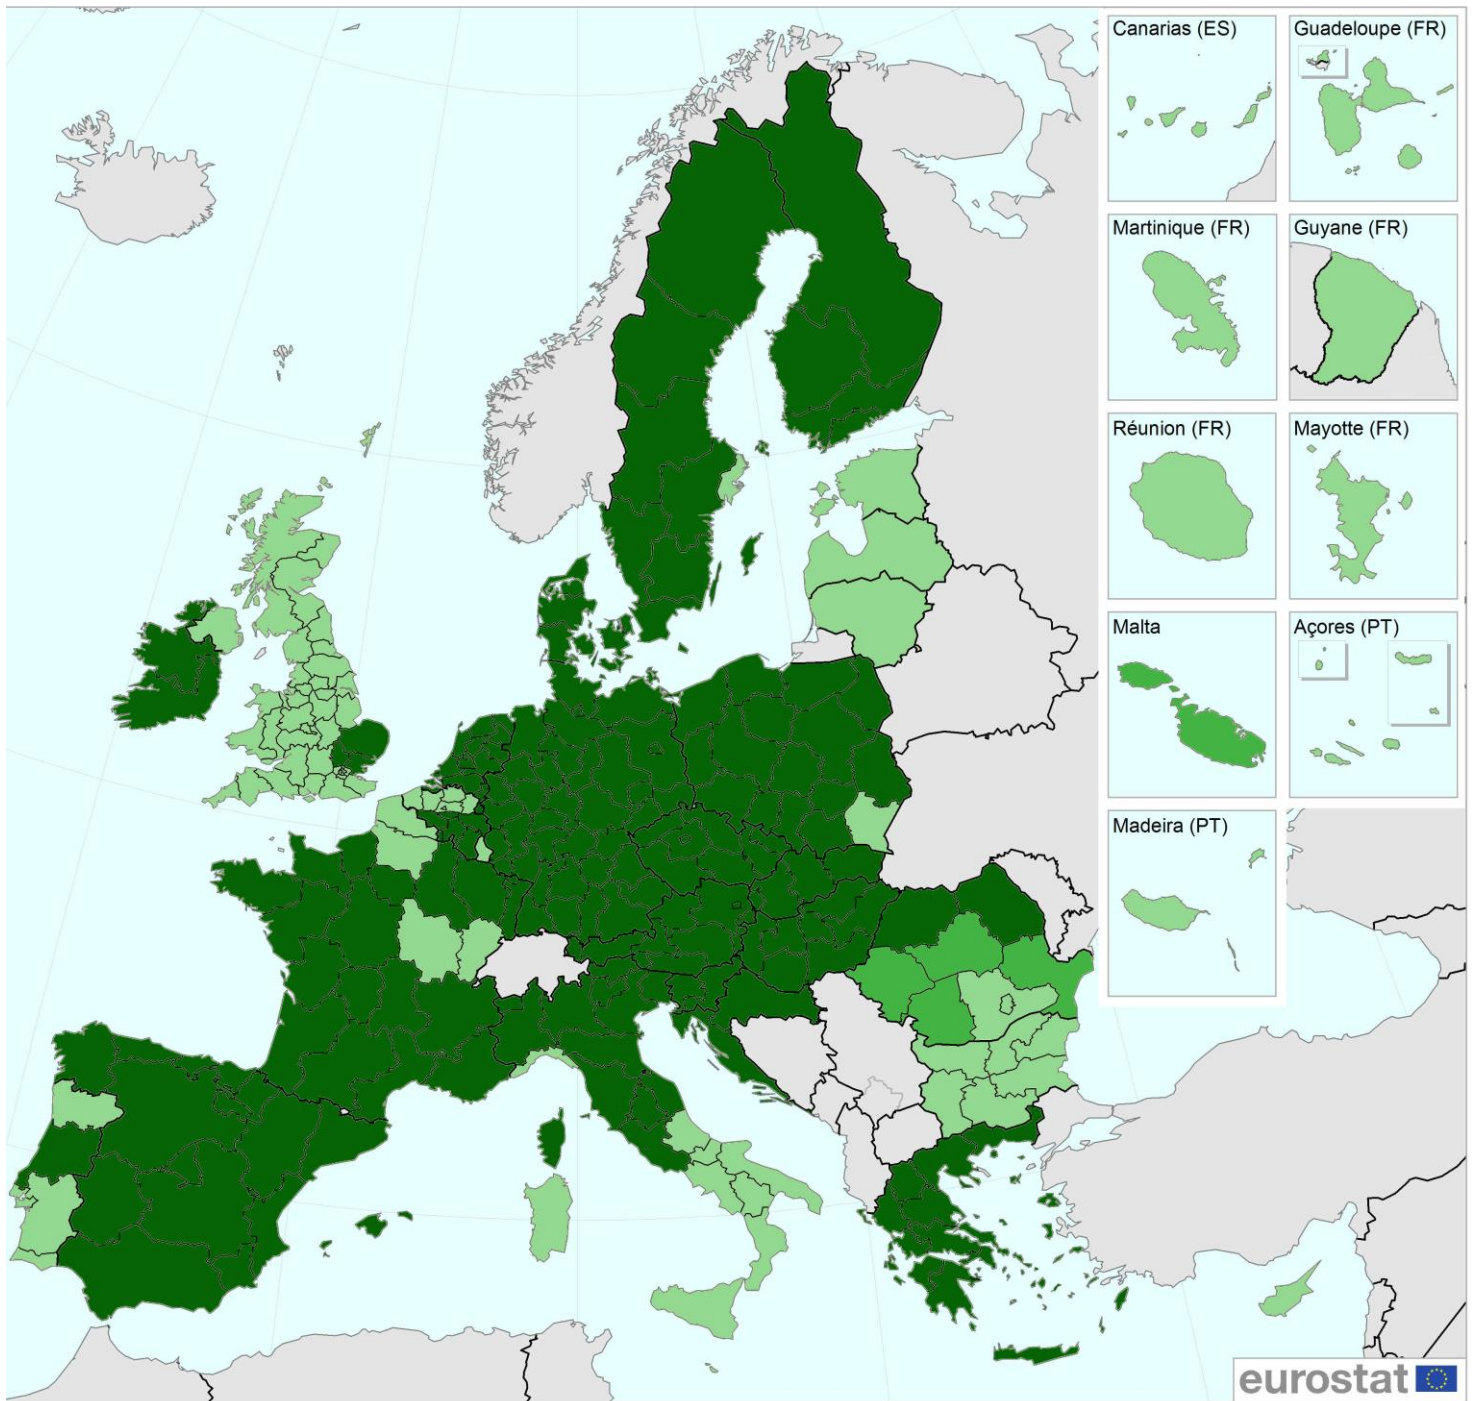 Canarias (ES)
Guadeloupe (FR)
Martinique (FR)
Guyane (FR)
Réunion (FR)
Mayotte (FR)
Malta
Açores (PT)
Madeira (PT)
eurostat